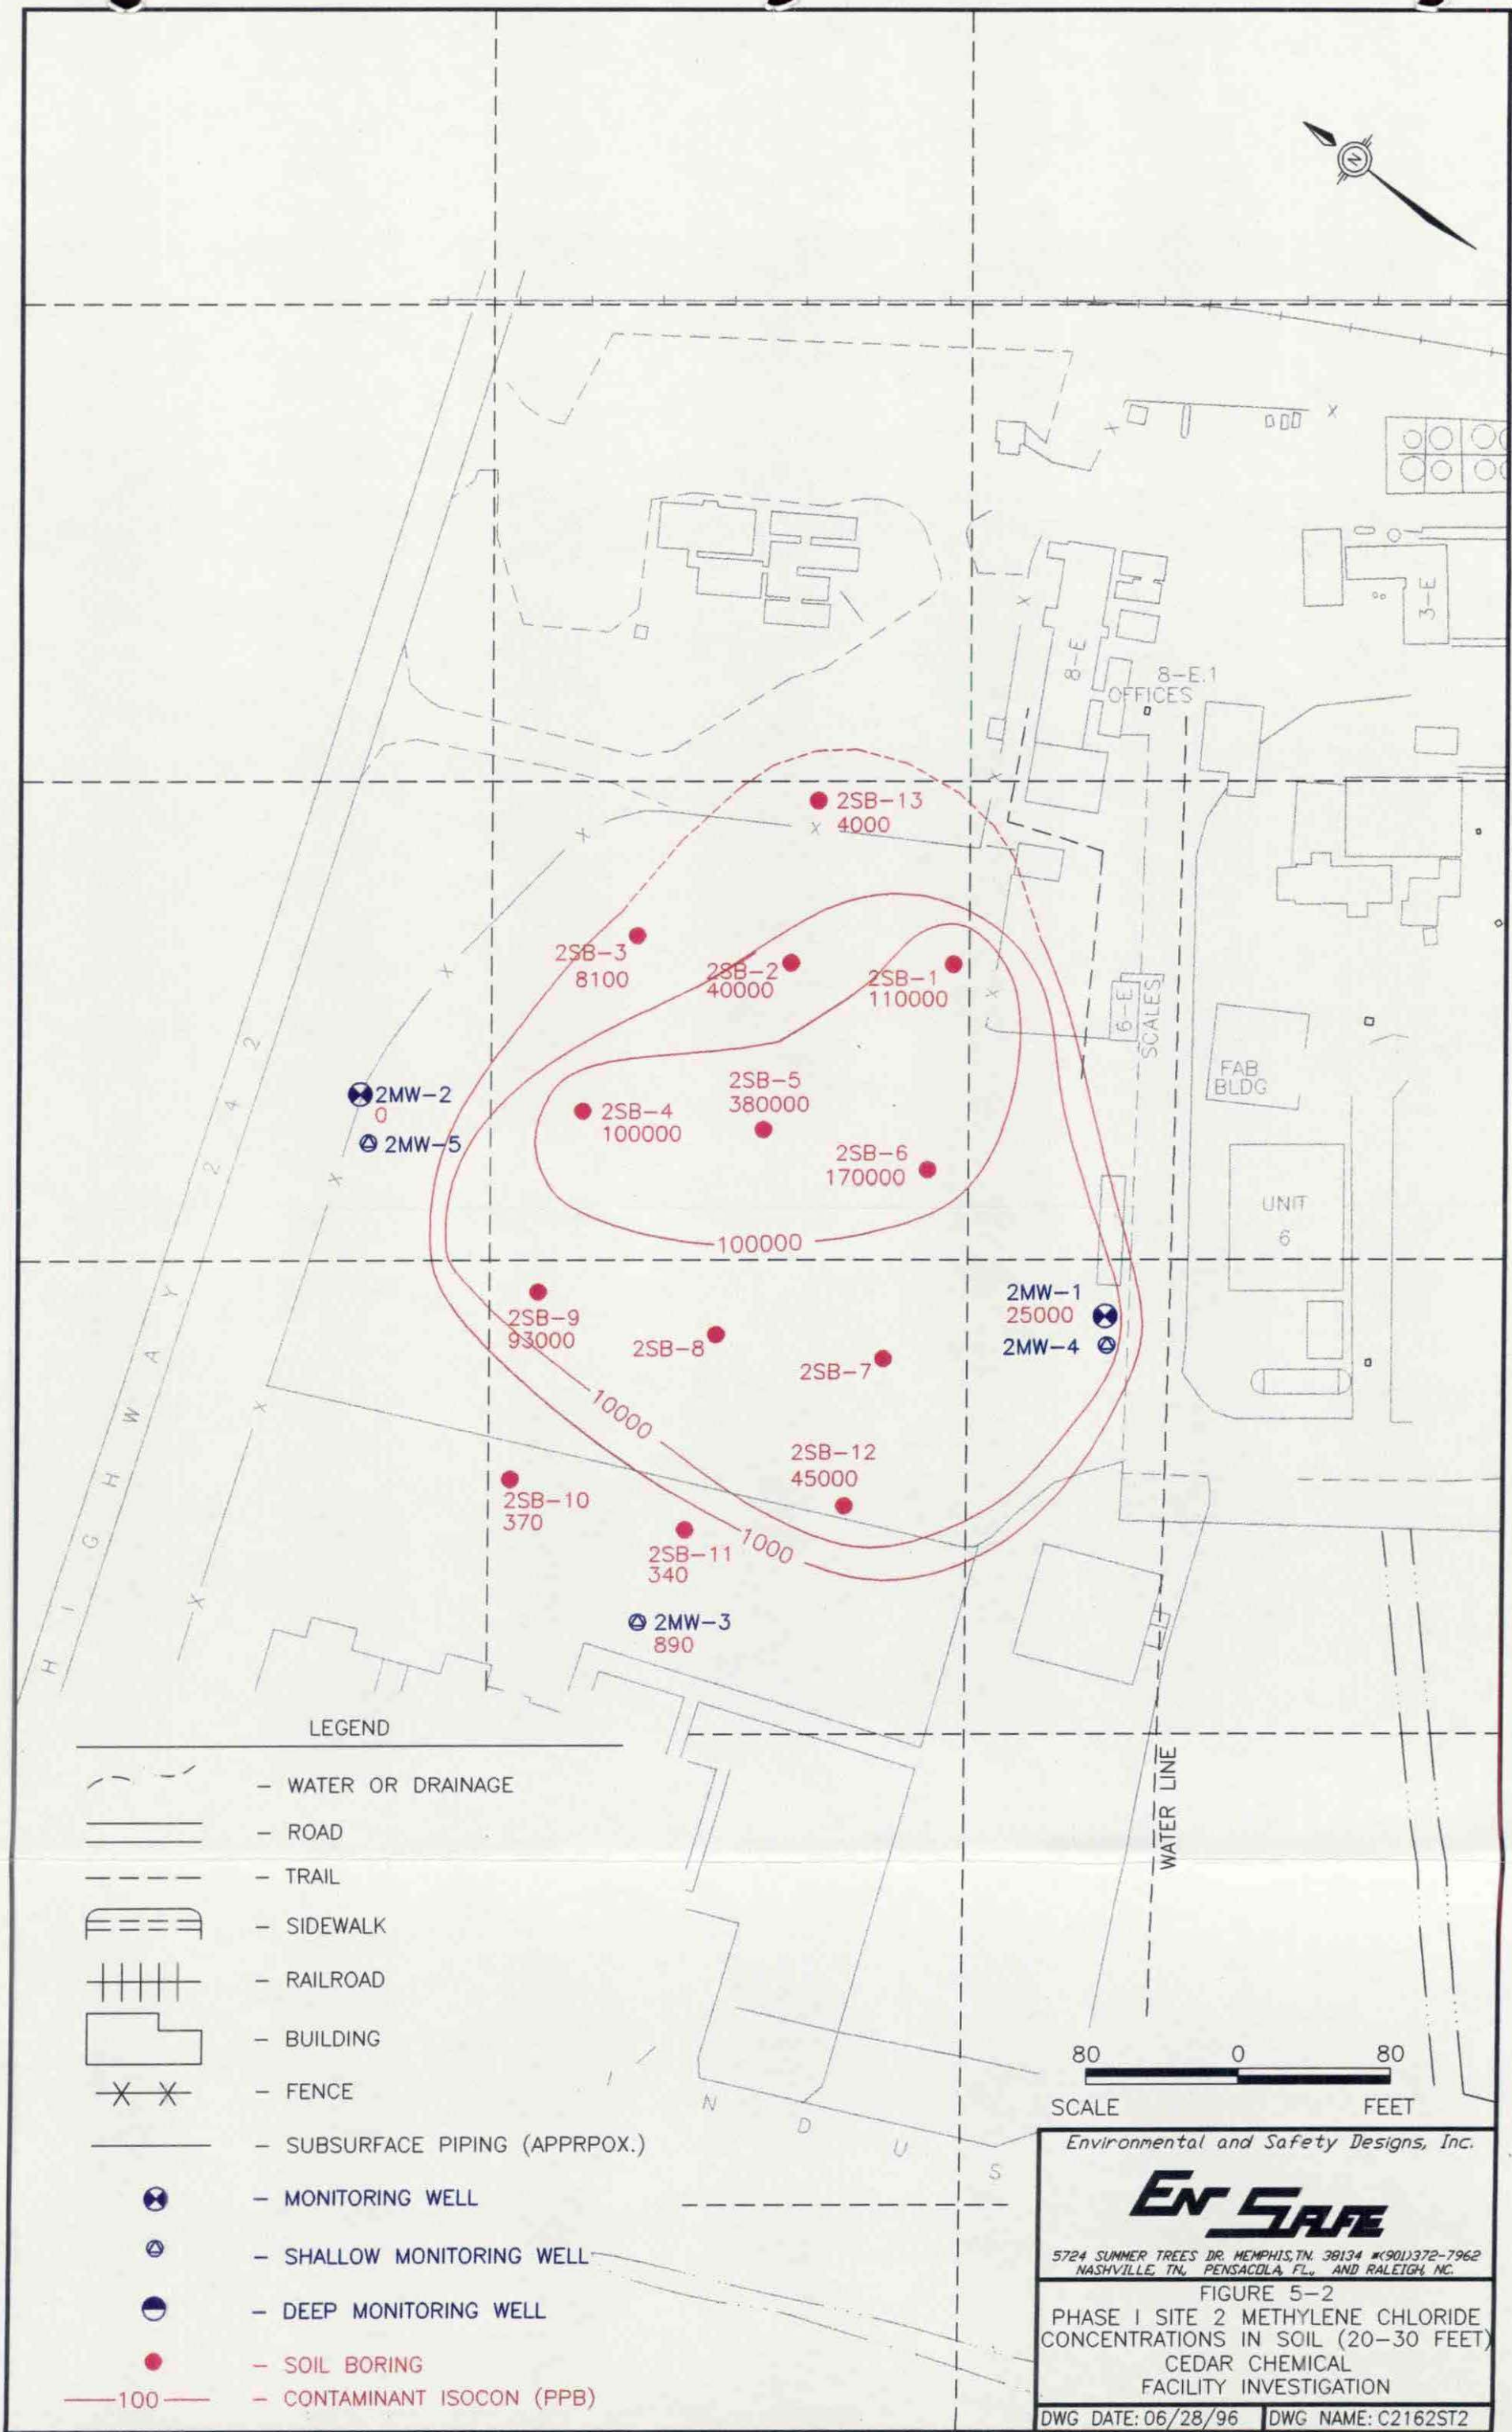 N
8-E
8-E.1
OFFICES
3-E
2SB-13
4000
2SB-3
8100
2SB-2
40000
2SB-1
110000
6-E
SCALES
FAB
BLDG
2MW-2
0
2MW-5
2SB-4
100000
2SB-5
380000
2SB-6
170000
UNIT
6
100000
2MW-1
25000
2MW-4
2SB-9
93000
2SB-8
2SB-7
10000
2SB-12
45000
2SB-10
370
2SB-11
340
1000
2MW-3
890
HIGHWAY 242
WATER LINE
N D U S
LEGEND
- WATER OR DRAINAGE
- ROAD
- TRAIL
- SIDEWALK
- RAILROAD
- BUILDING
X X - FENCE
- SUBSURFACE PIPING (APPRPOX.)
- MONITORING WELL
- SHALLOW MONITORING WELL
- DEEP MONITORING WELL
- SOIL BORING
100 - CONTAMINANT ISOCON (PPB)
80 0 80
SCALE FEET
Environmental and Safety Designs, Inc.
EnSafe
5724 SUMMER TREES DR. MEMPHIS, TN. 38134 *(901)372-7962
NASHVILLE, TN., PENSACOLA, FL., AND RALEIGH, NC.
FIGURE 5-2
PHASE I SITE 2 METHYLENE CHLORIDE
CONCENTRATIONS IN SOIL (20-30 FEET)
CEDAR CHEMICAL
FACILITY INVESTIGATION
DWG DATE: 06/28/96 DWG NAME: C2162ST2